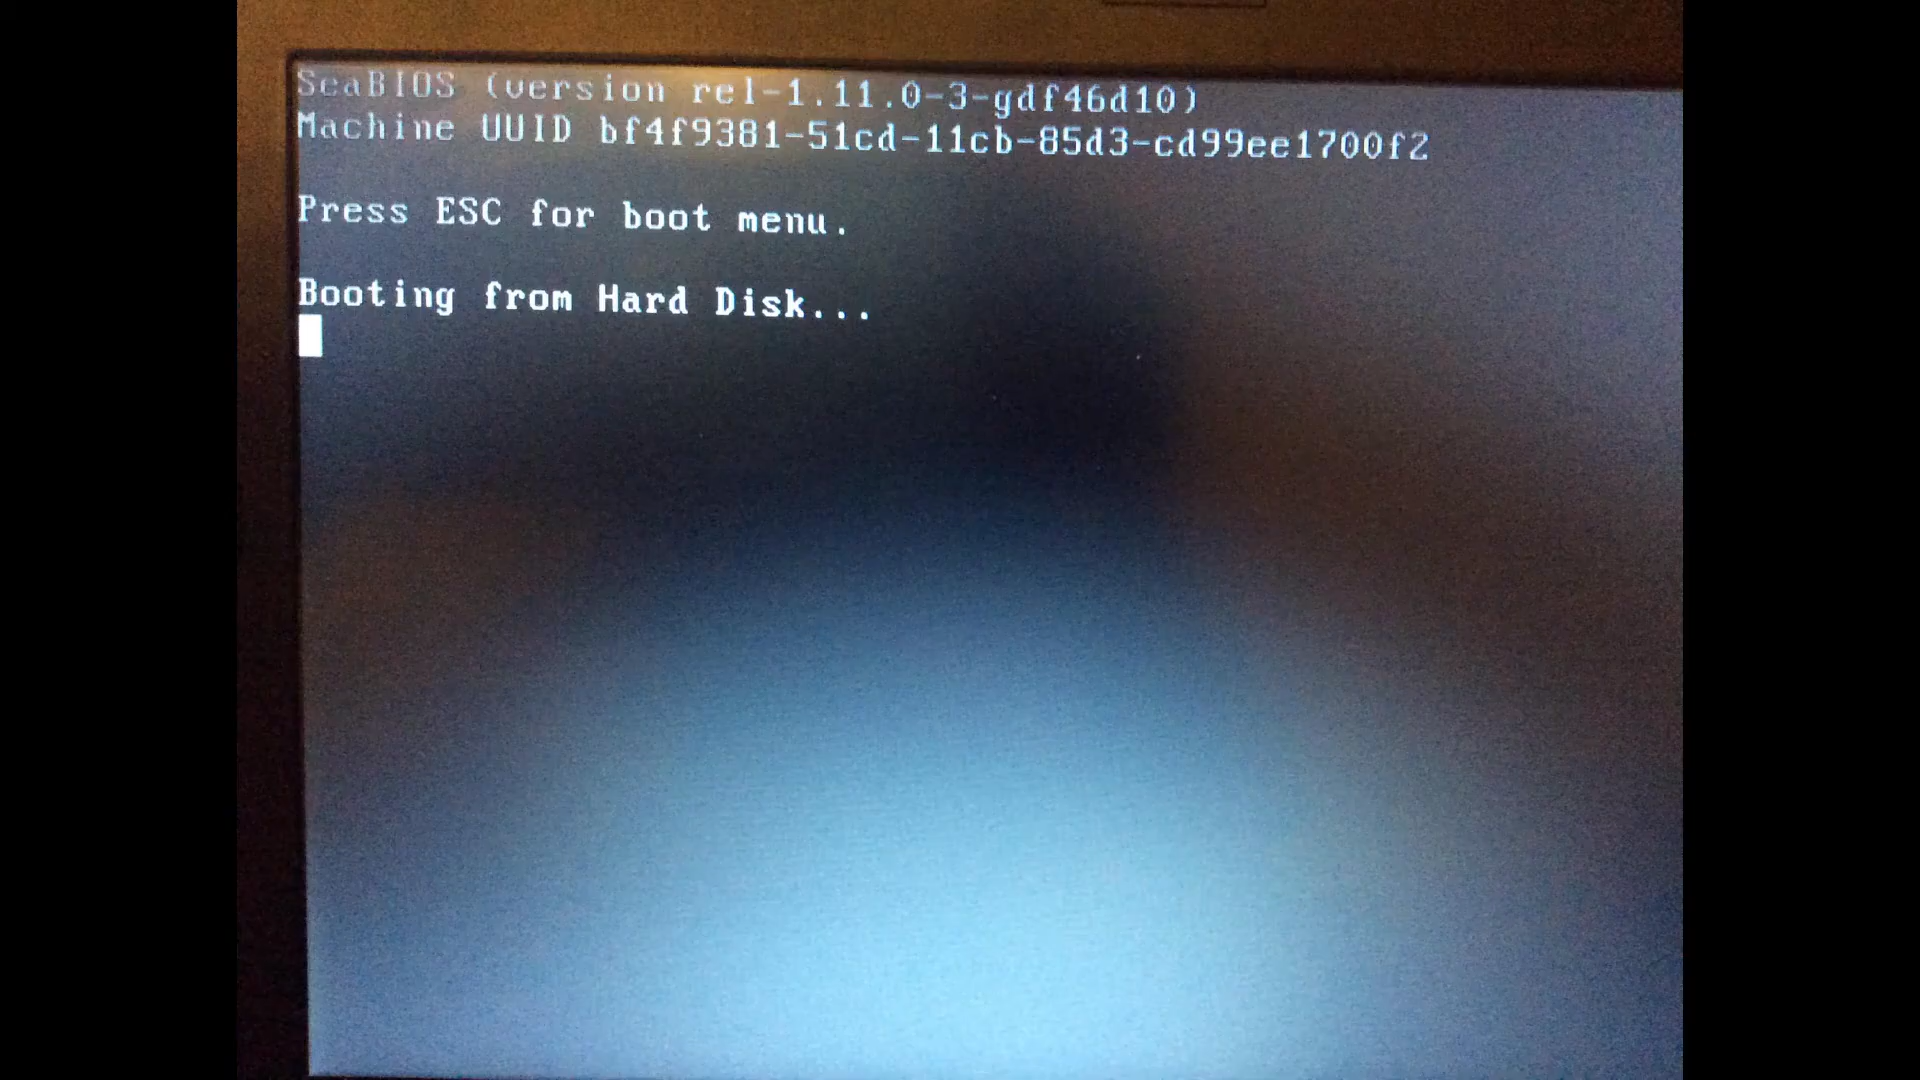 SeaBIOS (version rel-1.11.0-3-gdf46d10)
Machine UUID bf4f9381-51cd-11cb-85d3-cd99ee1700f2
Press ESC for boot menu.
Booting from Hard Disk...